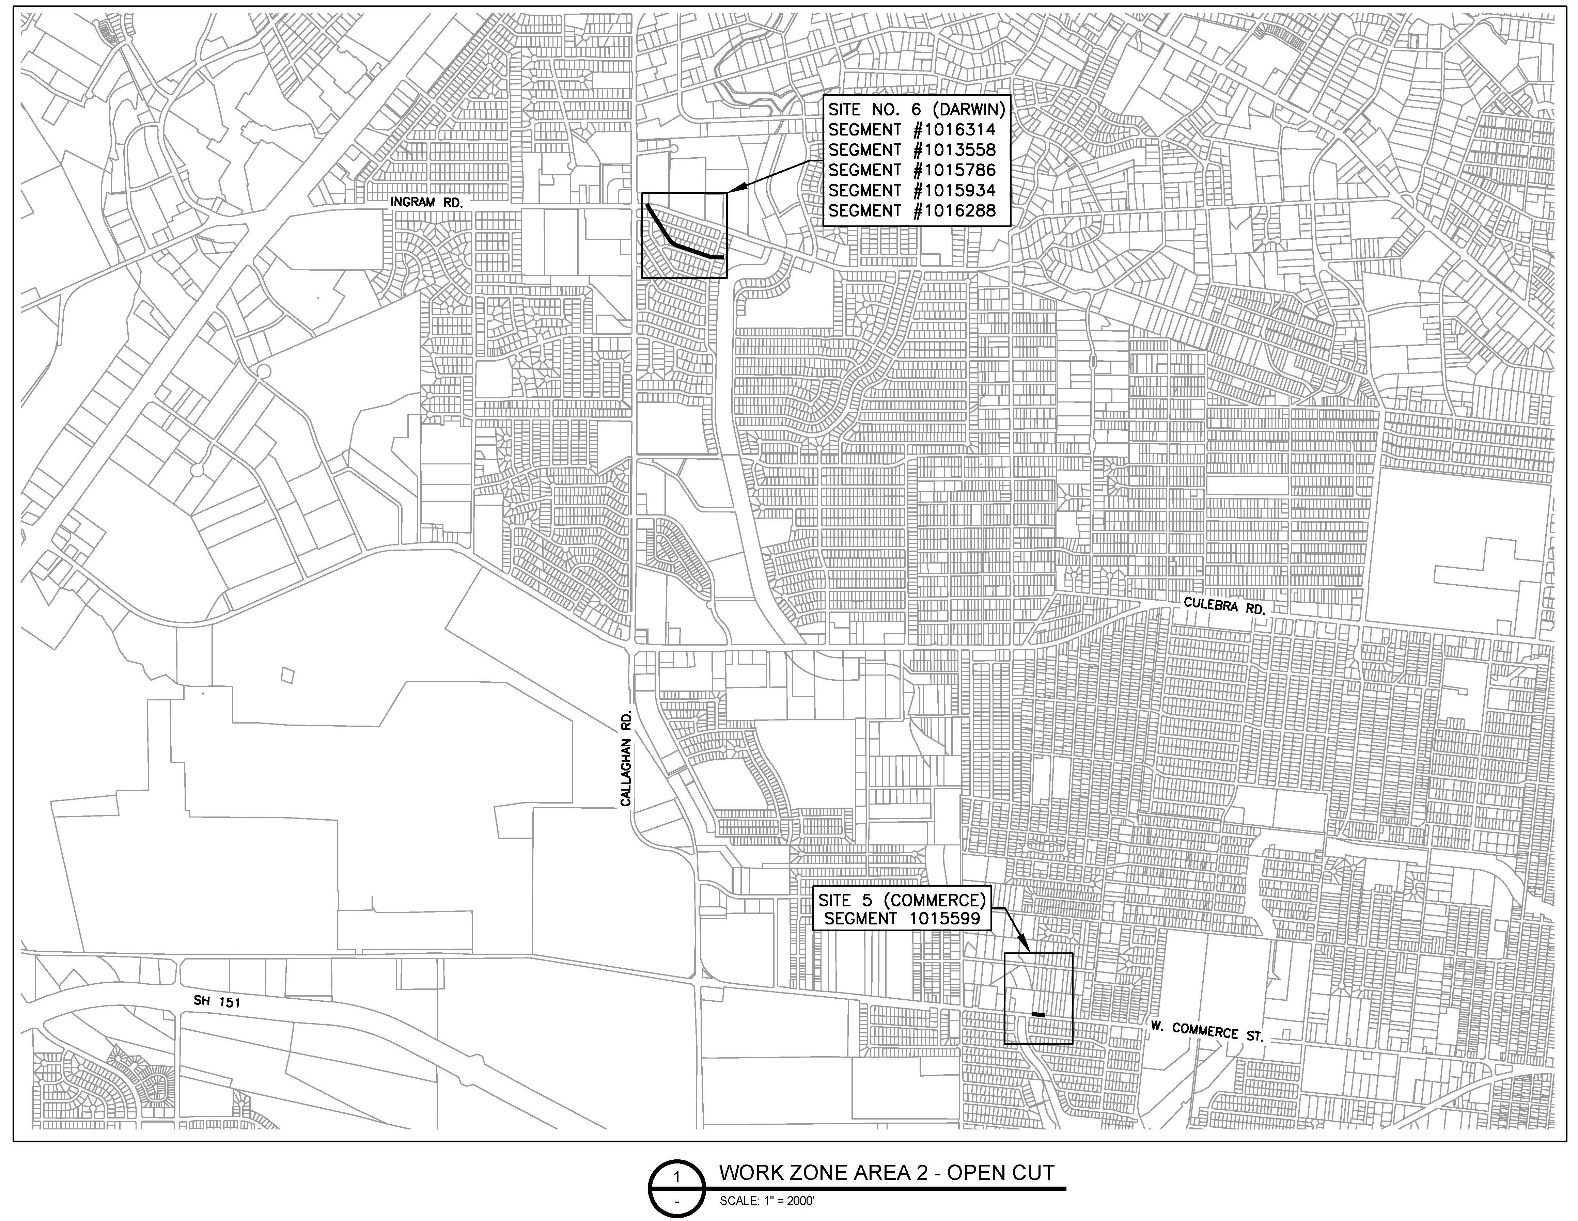 SITE NO. 6 (DARWIN)
SEGMENT #1016314
SEGMENT #1013558
SEGMENT #1015786
SEGMENT #1015934
SEGMENT #1016288
INGRAM RD.
CULEBRA RD.
CALLAGHAN RD.
SITE 5 (COMMERCE)
SEGMENT 1015599
SH 151
W. COMMERCE ST.
1
-
WORK ZONE AREA 2 - OPEN CUT
SCALE: 1" = 2000'